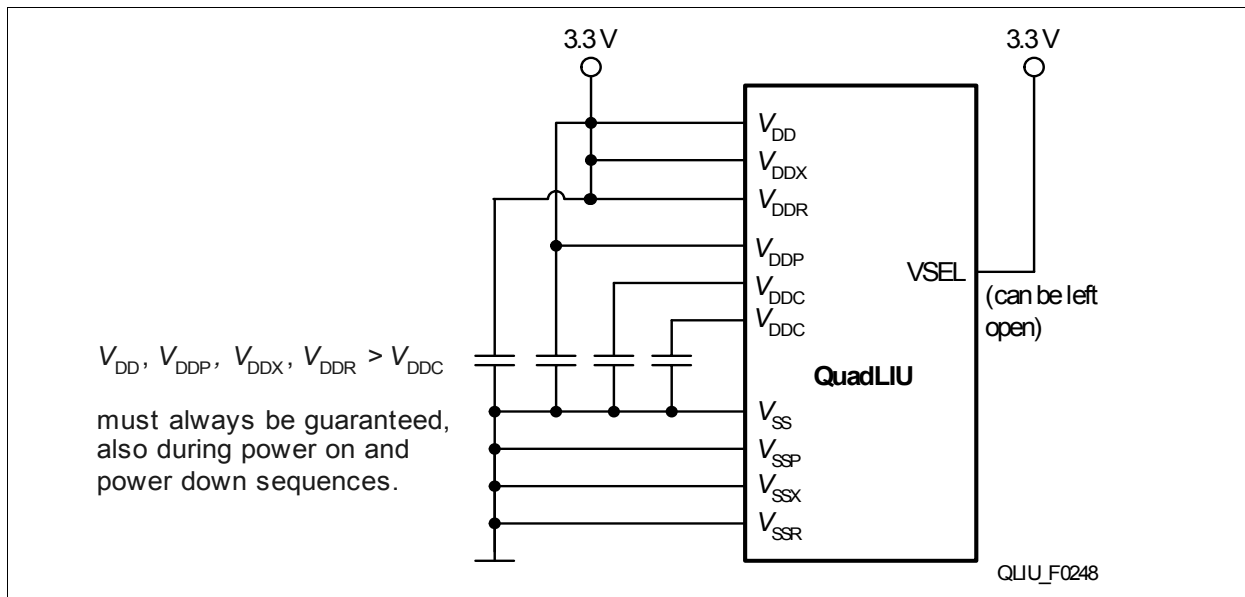 3.3 V
3.3 V
VDD
VDDX
VDDR
VDDP
VDDC
VDDC
VSEL
(can be left
open)
VDD, VDDP, VDDX, VDDR > VDDC
must always be guaranteed,
also during power on and
power down sequences.
QuadLIU
VSS
VSSP
VSSX
VSSR
QLIU_F0248